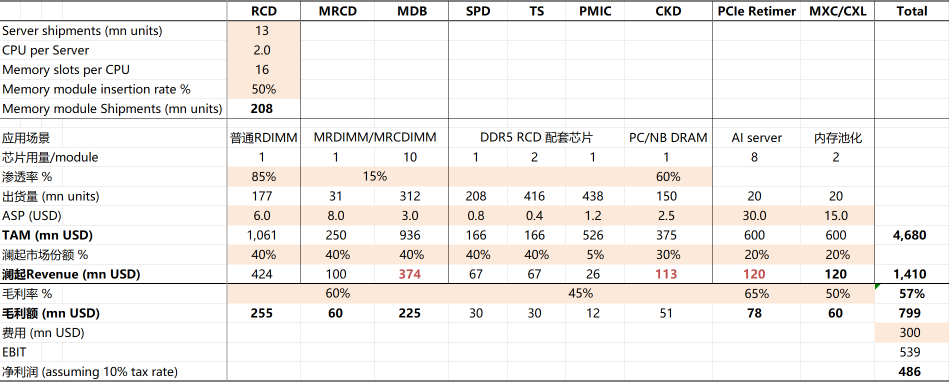 RCD MRCD MDB SPD TS PMIC CKD PCIe Retimer MXC/CXL Total
Server shipments (mn units) 13
CPU per Server 2.0
Memory slots per CPU 16
Memory module insertion rate % 50%
Memory module Shipments (mn units) 208
应用场景 普通RDIMM MRDIMM/MRCDIMM DDR5 RCD 配套芯片 PC/NB DRAM AI server 内存池化
芯片用量/module 1 1 10 1 2 1 1 8 2
渗透率 % 85% 15% 60%
出货量 (mn units) 177 31 312 208 416 438 150 20 20
ASP (USD) 6.0 8.0 3.0 0.8 0.4 1.2 2.5 30.0 15.0
TAM (mn USD) 1,061 250 936 166 166 526 375 600 600 4,680
澜起市场份额 % 40% 40% 40% 40% 40% 5% 30% 20% 20%
澜起Revenue (mn USD) 424 100 374 67 67 26 113 120 120 1,410
毛利率 % 60% 45% 65% 50% 57%
毛利额 (mn USD) 255 60 225 30 30 12 51 78 60 799
费用 (mn USD) 300
EBIT 539
净利润 (assuming 10% tax rate) 486